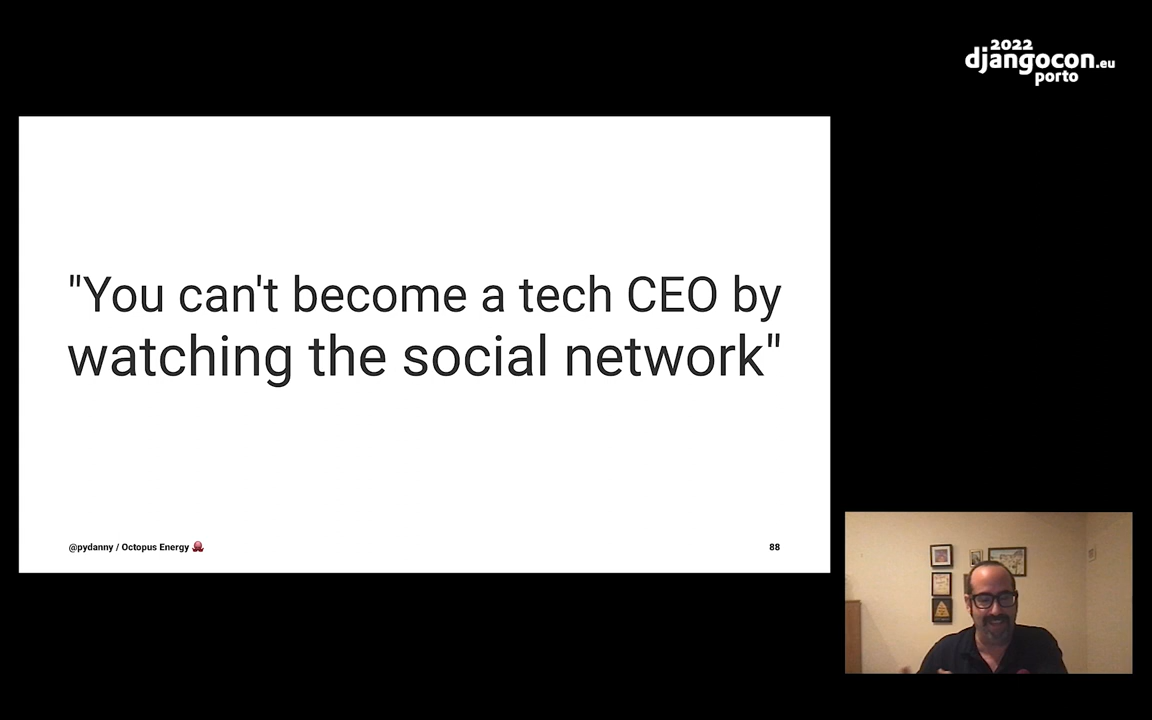 2022
djangocon.eu
porto
"You can't become a tech CEO by
watching the social network"
@pydanny / Octopus Energy 🐙
88